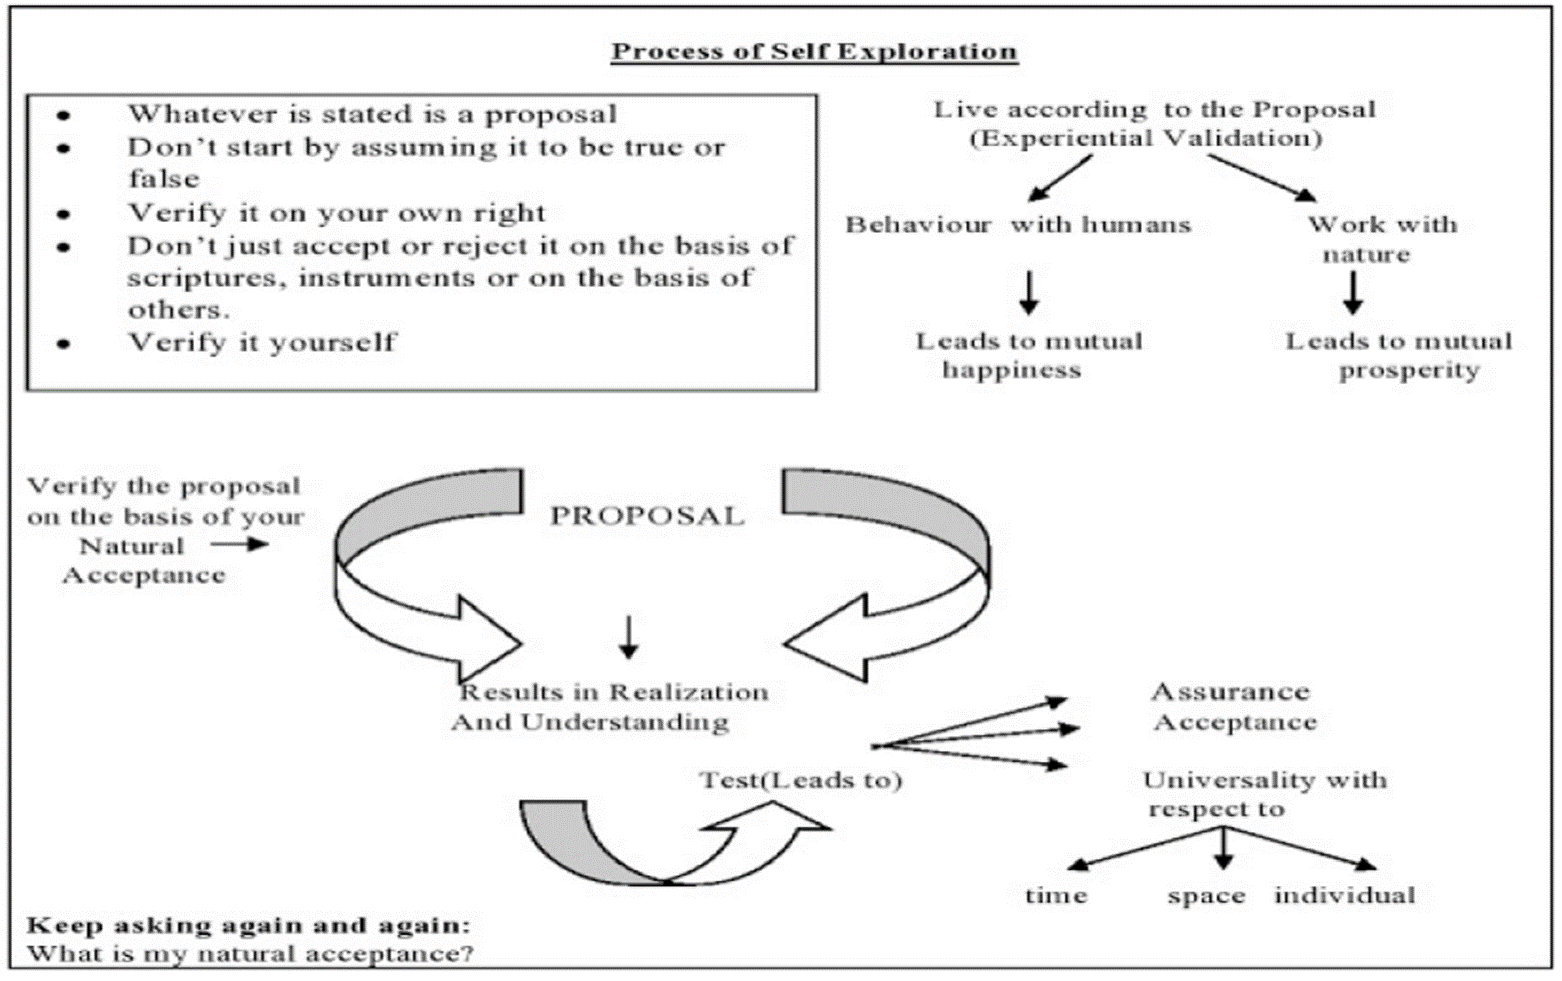 Process of Self Exploration
• Whatever is stated is a proposal
• Don't start by assuming it to be true or
false
• Verify it on your own right
• Don't just accept or reject it on the basis of
scriptures, instruments or on the basis of
others.
• Verify it yourself
Live according to the Proposal
(Experiential Validation)
Behaviour with humans
Work with
nature
Leads to mutual
happiness
Leads to mutual
prosperity
Verify the proposal
on the basis of your
Natural
Acceptance
PROPOSAL
Results in Realization
And Understanding
Test(Leads to)
Assurance
Acceptance
Universality with
respect to
time space individual
Keep asking again and again:
What is my natural acceptance?